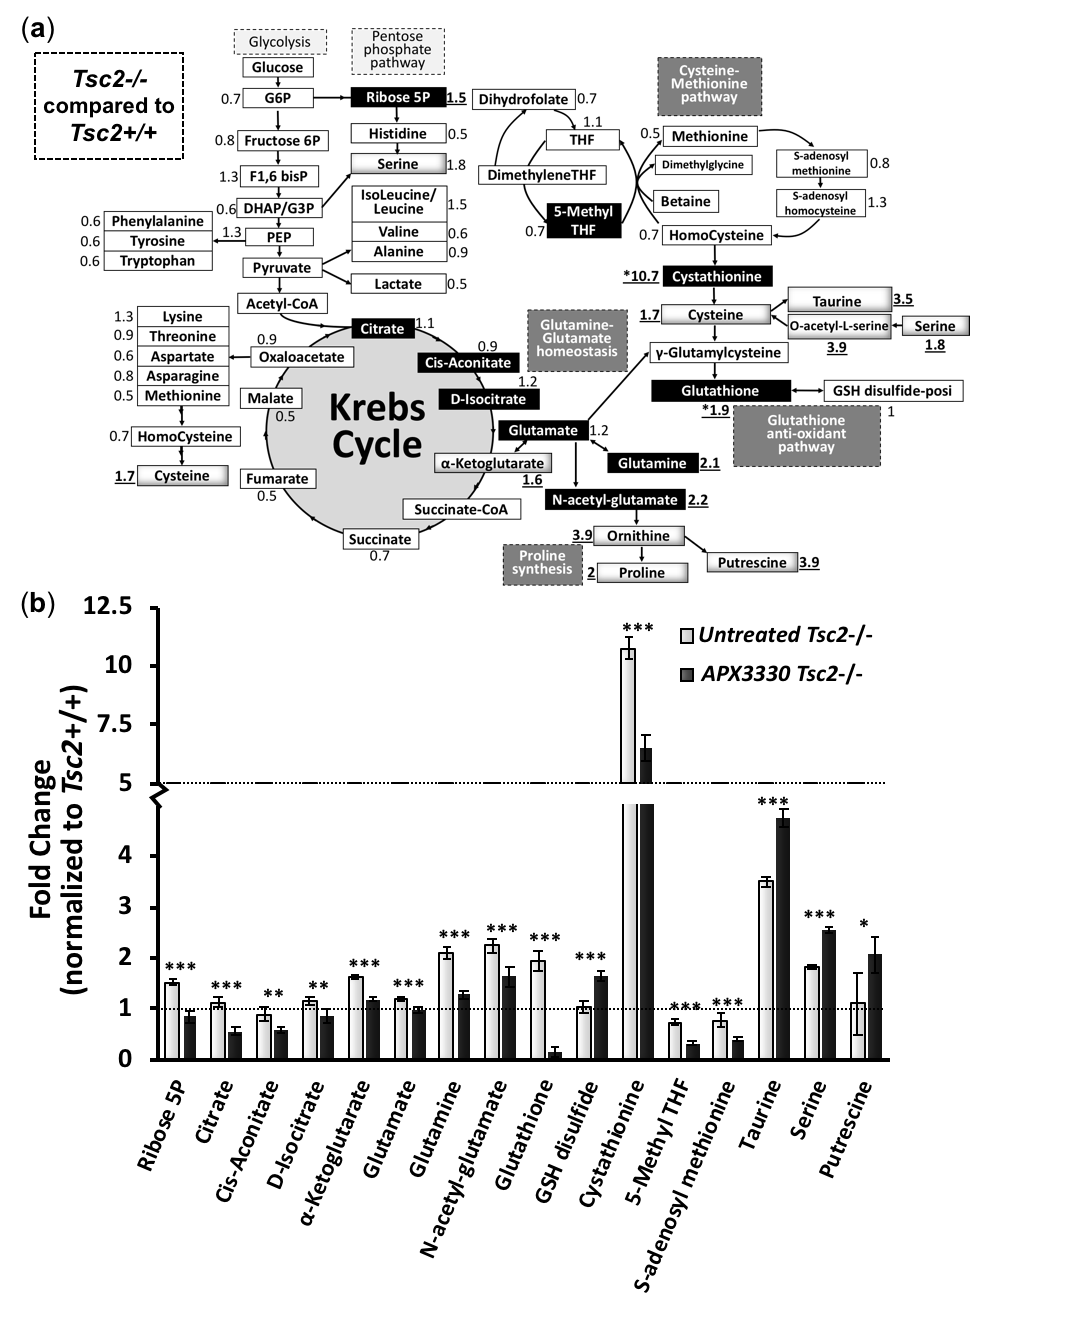 (a)
Tsc2-/-
compared to
Tsc2+/+
Glycolysis
Pentose
phosphate
pathway
Glucose
0.7 G6P
Ribose 5P 1.5
0.8 Fructose 6P
Histidine 0.5
Serine 1.8
1.3 F1,6 bisP
0.6 DHAP/G3P
IsoLeucine/
Leucine 1.5
Valine 0.6
Alanine 0.9
Lactate 0.5
0.6 Phenylalanine
0.6 Tyrosine
0.6 Tryptophan
1.3 PEP
Pyruvate
Acetyl-CoA
Dihydrofolate 0.7
1.1
THF
DimethyleneTHF
0.7 5-Methyl
THF
Cysteine-
Methionine
pathway
0.5 Methionine
Dimethylglycine
Betaine
0.7 HomoCysteine
S-adenosyl
methionine 0.8
S-adenosyl
homocysteine 1.3
*10.7 Cystathionine
1.7 Cysteine
Taurine 3.5
O-acetyl-L-serine
3.9
Serine
1.8
γ-Glutamylcysteine
Glutathione
*1.9
GSH disulfide-posi
1
Glutathione
anti-oxidant
pathway
Glutamine-
Glutamate
homeostasis
1.3 Lysine
0.9 Threonine
0.6 Aspartate
0.8 Asparagine
0.5 Methionine
0.7 HomoCysteine
1.7 Cysteine
Krebs
Cycle
Citrate 1.1
0.9
Cis-Aconitate
1.2
D-Isocitrate
Glutamate 1.2
α-Ketoglutarate
1.6
Succinate-CoA
Succinate
0.7
Fumarate
0.5
Malate
0.5
0.9
Oxaloacetate
Glutamine 2.1
N-acetyl-glutamate 2.2
3.9 Ornithine
Putrescine 3.9
2 Proline
Proline
synthesis
(b)
Fold Change
(normalized to Tsc2+/+)
12.5
10
7.5
5
4
3
2
1
0
Untreated Tsc2-/-
APX3330 Tsc2-/-
***
***
**
**
***
***
***
***
***
***
***
***
***
***
***
*
Ribose 5P
Citrate
Cis-Aconitate
D-Isocitrate
α-Ketoglutarate
Glutamate
Glutamine
N-acetyl-glutamate
Glutathione
GSH disulfide
Cystathionine
5-Methyl THF
S-adenosyl methionine
Taurine
Serine
Putrescine